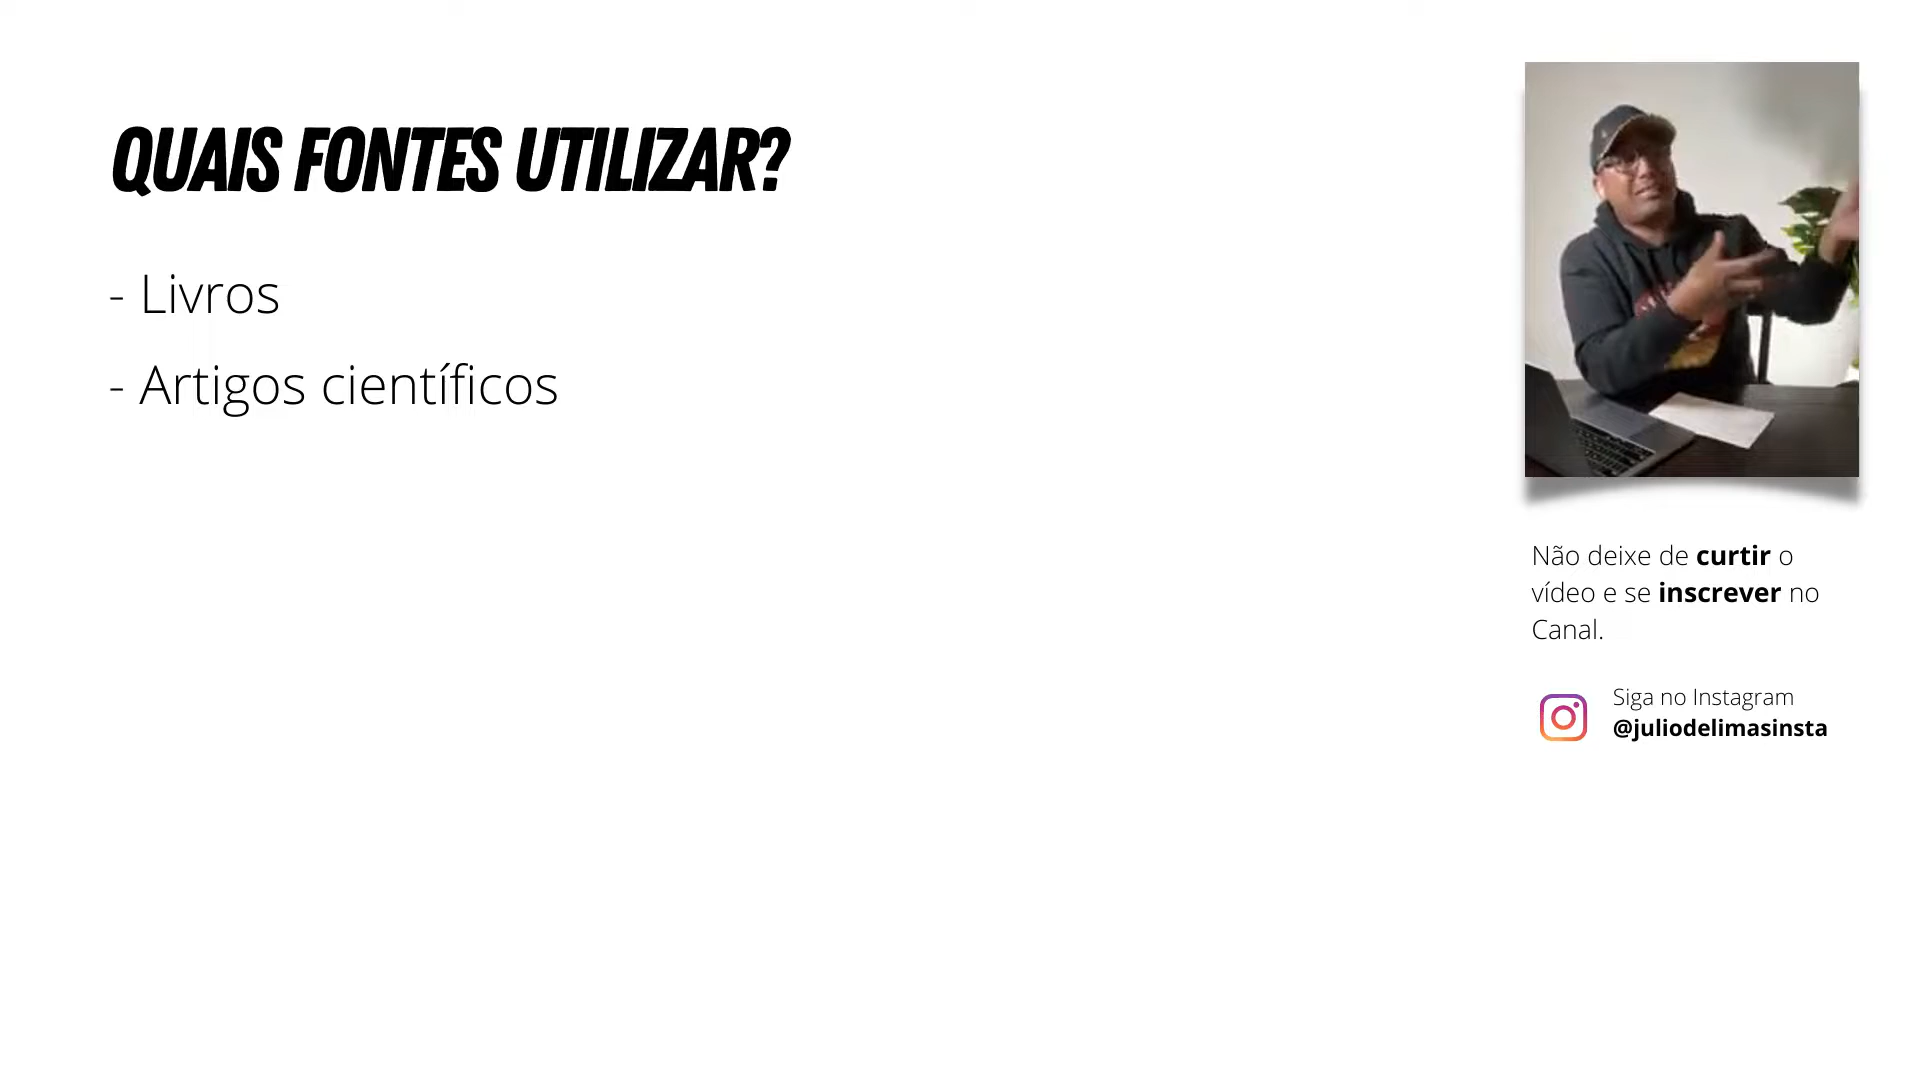 QUAIS FONTES UTILIZAR?
- Livros
- Artigos científicos
Não deixe de curtir o
vídeo e se inscrever no
Canal.
Siga no Instagram
@juliodelimasinsta